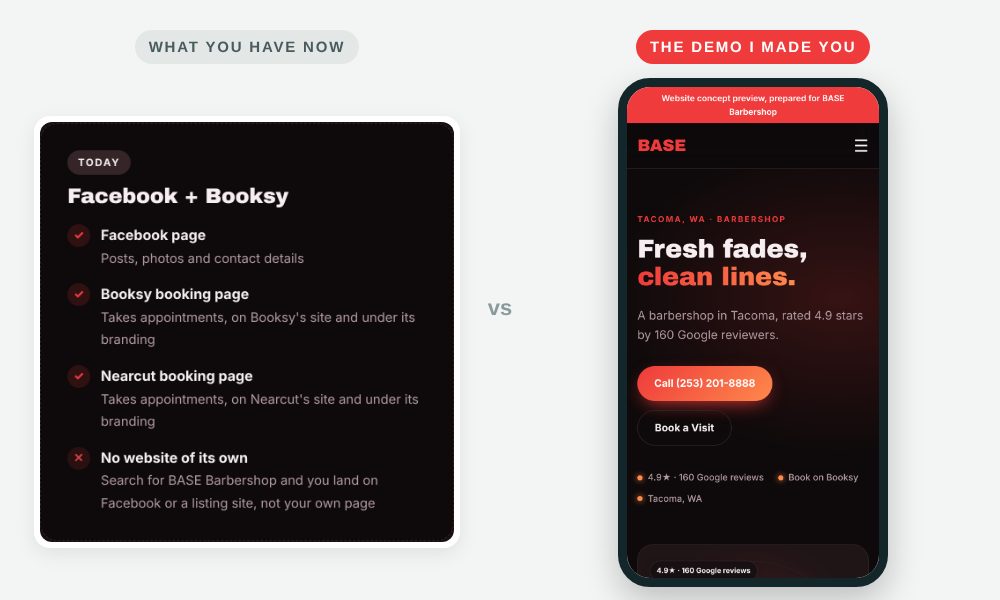 WHAT YOU HAVE NOW
TODAY
Facebook + Booksy
Facebook page
Posts, photos and contact details
Booksy booking page
Takes appointments, on Booksy's site and under its
branding
Nearcut booking page
Takes appointments, on Nearcut's site and under its
branding
No website of its own
Search for BASE Barbershop and you land on
Facebook or a listing site, not your own page
vs
THE DEMO I MADE YOU
Website concept preview, prepared for BASE
Barbershop
BASE
TACOMA, WA · BARBERSHOP
Fresh fades,
clean lines.
A barbershop in Tacoma, rated 4.9 stars
by 160 Google reviewers.
Call (253) 201-8888
Book a Visit
4.9★ · 160 Google reviews
Book on Booksy
Tacoma, WA
4.9★ · 160 Google reviews